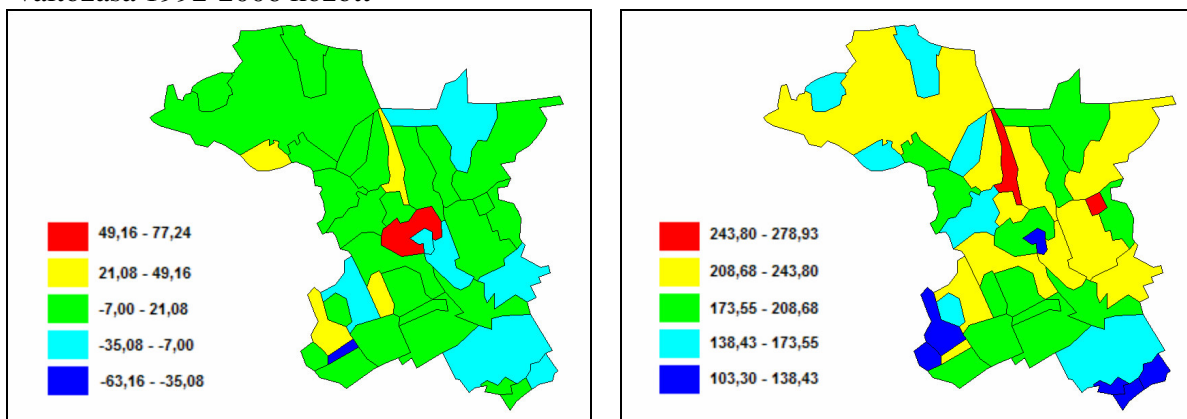 változása között
49,16 - 77,24
21,08 - 49,16
-7,00 - 21,08
-35,08 - -7,00
-63,16 - -35,08
243,80 - 278,93
208,68 - 243,80
173,55 - 208,68
138,43 - 173,55
103,30 - 138,43